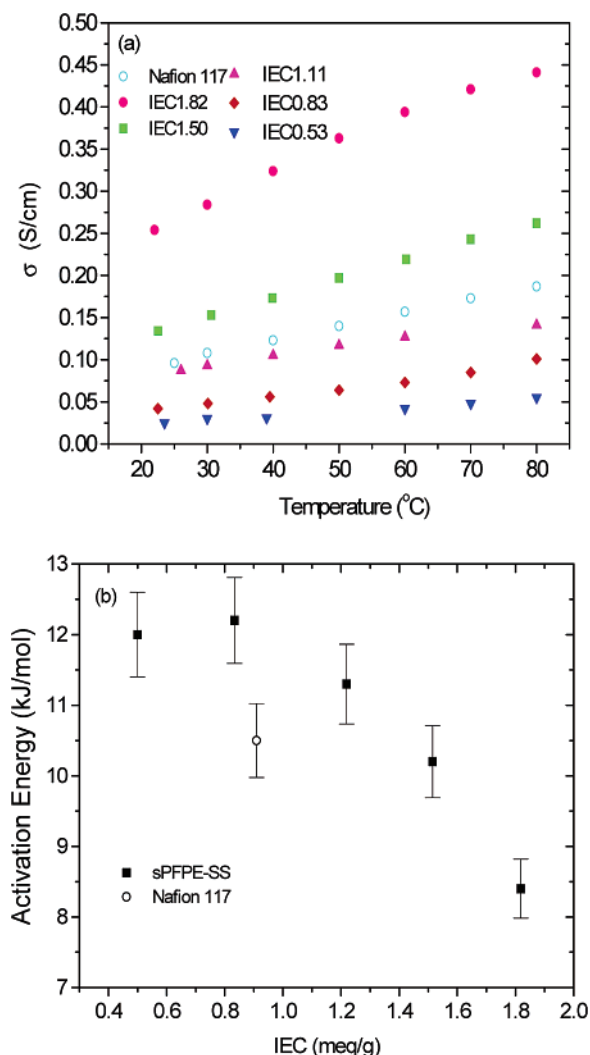 (a)
Nafion 117 IEC1.11
IEC1.82 IEC0.83
IEC1.50 IEC0.53
0.50
0.45
0.40
0.35
0.30
0.25
0.20
0.15
0.10
0.05
0.00
σ (S/cm)
20 30 40 50 60 70 80
Temperature (°C)
(b)
13
12
11
10
9
8
7
Activation Energy (kJ/mol)
sPFPE-SS
Nafion 117
0.4 0.6 0.8 1.0 1.2 1.4 1.6 1.8 2.0
IEC (meq/g)